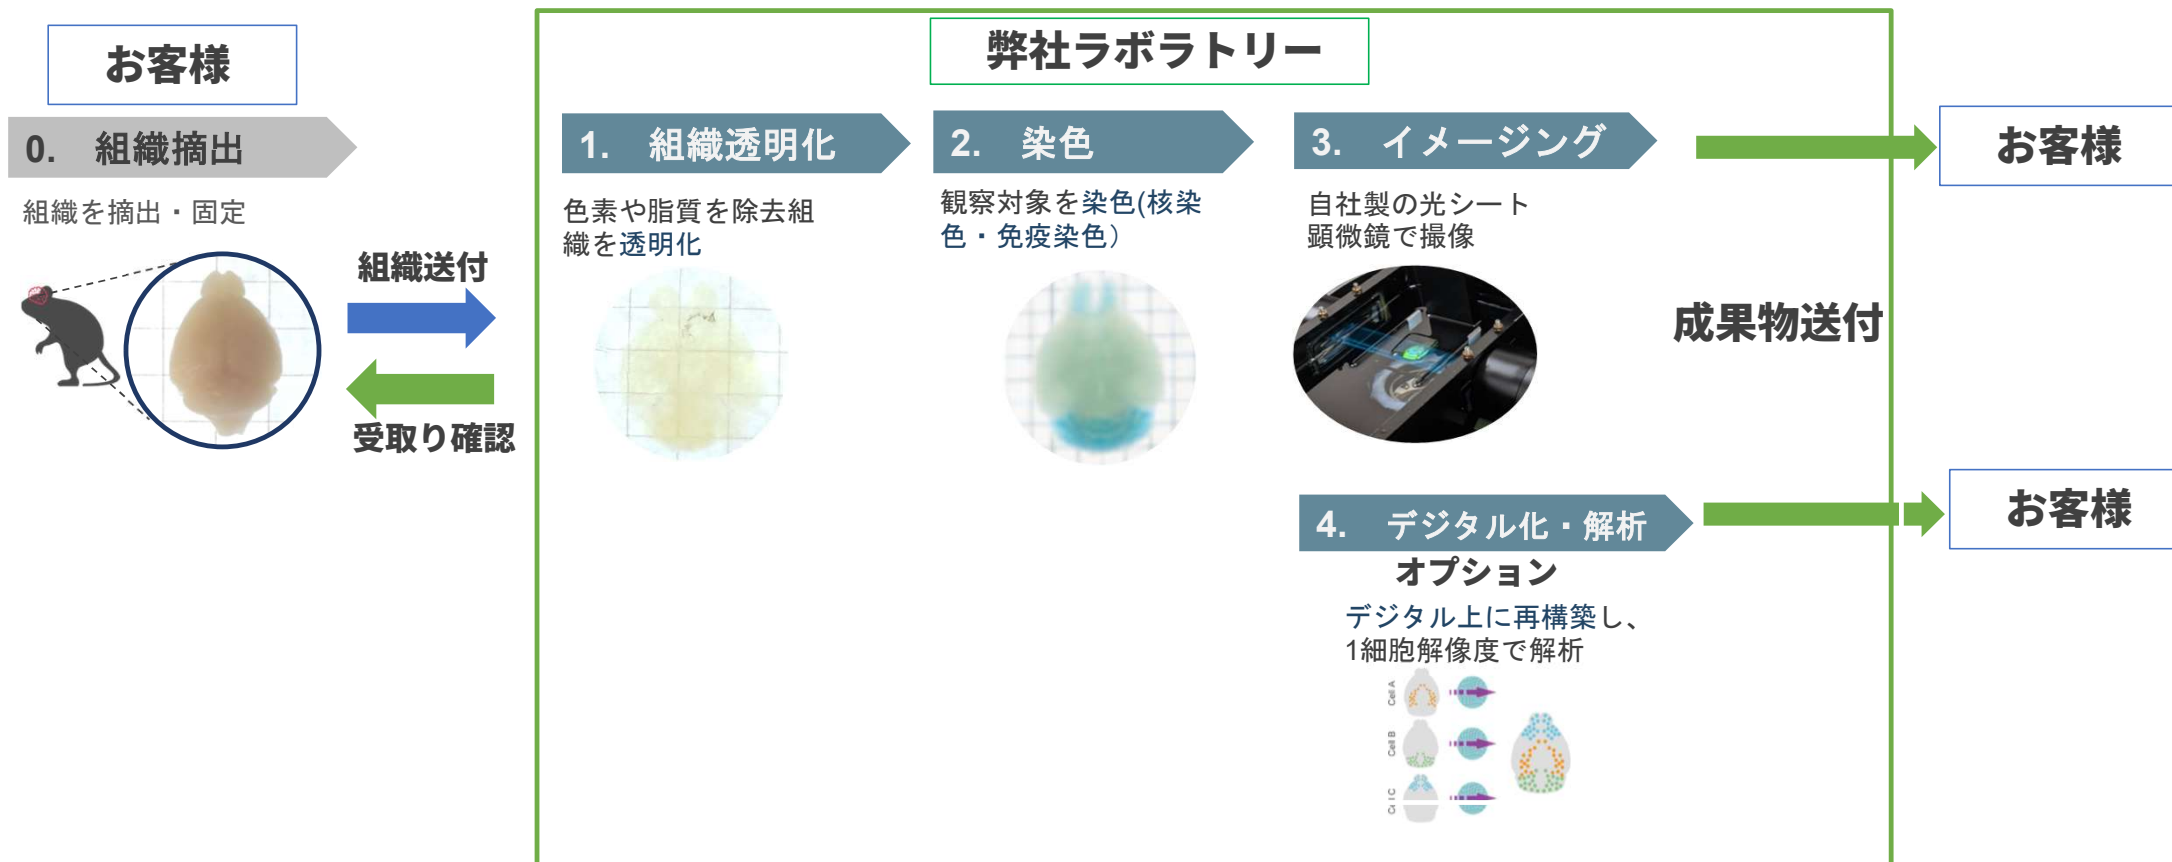 お客様
弊社ラボラトリー
0. 組織摘出
組織を摘出・固定
組織送付
受取り確認
1. 組織透明化
色素や脂質を除去組
織を透明化
2. 染色
観察対象を染色(核染
色・免疫染色）
3. イメージング
自社製の光シート
顕微鏡で撮像
お客様
成果物送付
4. デジタル化・解析
オプション
デジタル上に再構築し、
1細胞解像度で解析
お客様
Cell A
Cell B
Cell C